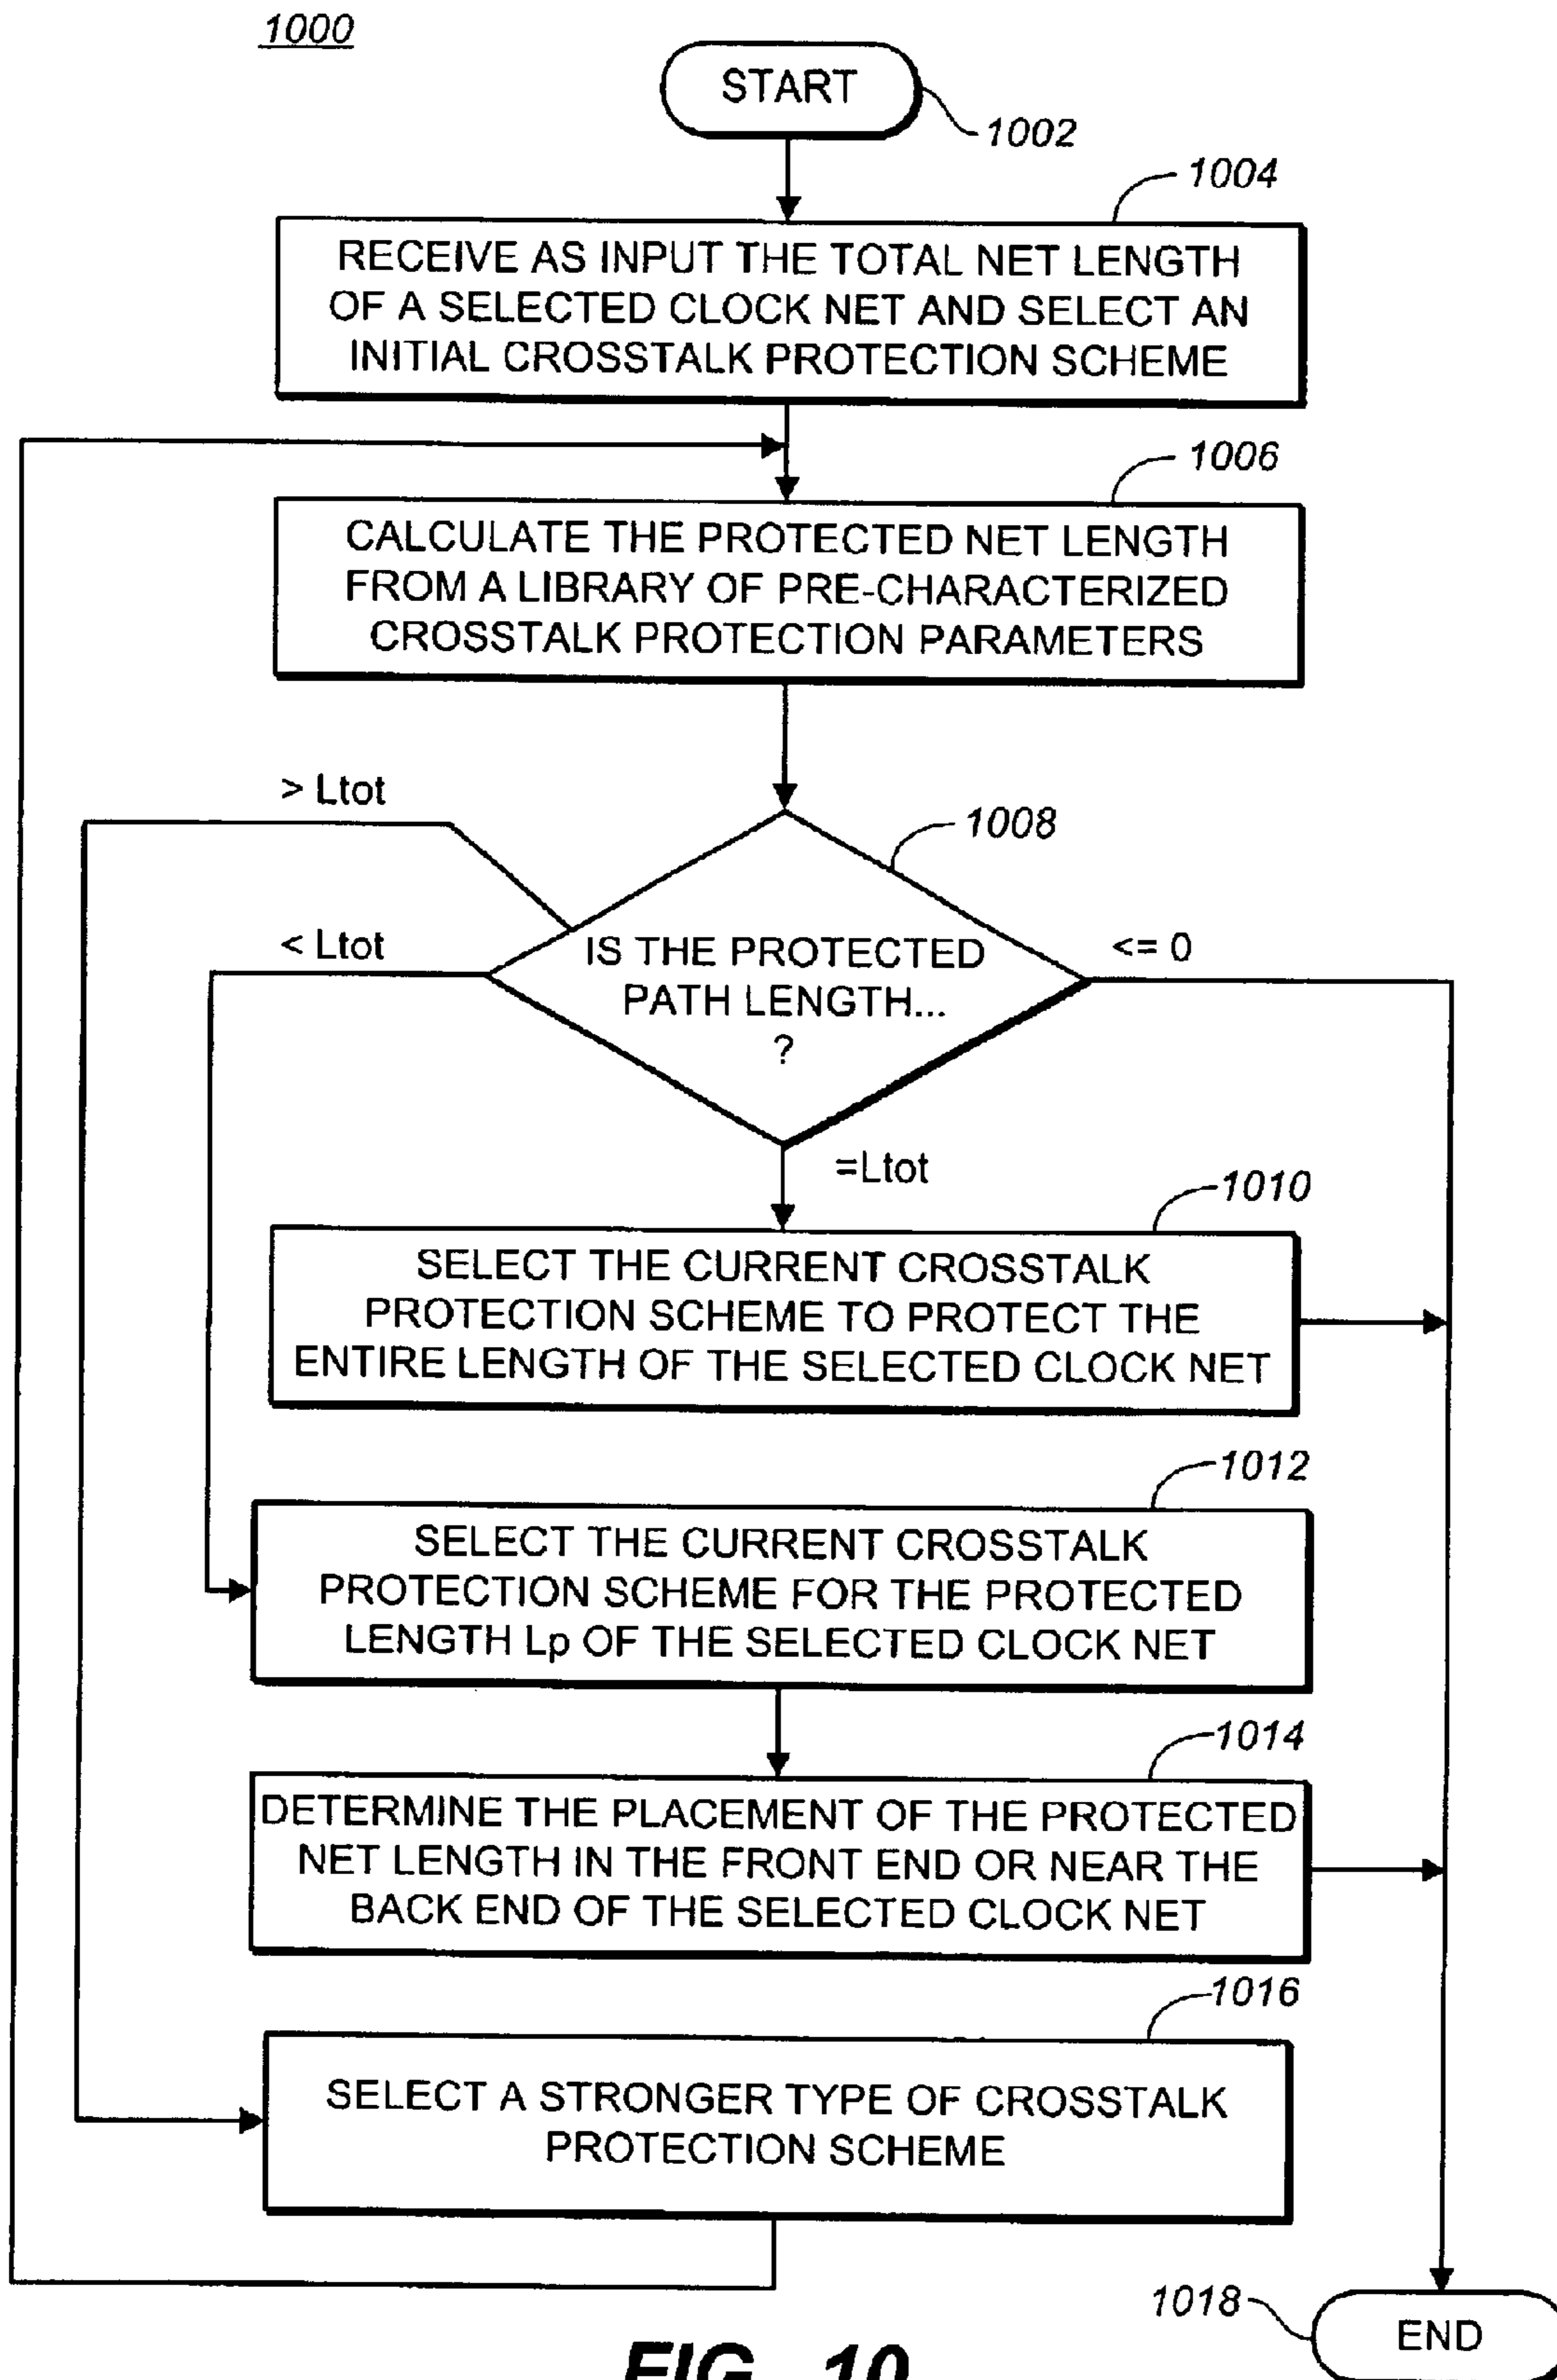 1000
START
1002
1004
RECEIVE AS INPUT THE TOTAL NET LENGTH
OF A SELECTED CLOCK NET AND SELECT AN
INITIAL CROSSTALK PROTECTION SCHEME
1006
CALCULATE THE PROTECTED NET LENGTH
FROM A LIBRARY OF PRE-CHARACTERIZED
CROSSTALK PROTECTION PARAMETERS
> Ltot
1008
< Ltot
IS THE PROTECTED
PATH LENGTH...
?
<= 0
=Ltot
1010
SELECT THE CURRENT CROSSTALK
PROTECTION SCHEME TO PROTECT THE
ENTIRE LENGTH OF THE SELECTED CLOCK NET
1012
SELECT THE CURRENT CROSSTALK
PROTECTION SCHEME FOR THE PROTECTED
LENGTH Lp OF THE SELECTED CLOCK NET
1014
DETERMINE THE PLACEMENT OF THE PROTECTED
NET LENGTH IN THE FRONT END OR NEAR THE
BACK END OF THE SELECTED CLOCK NET
1016
SELECT A STRONGER TYPE OF CROSSTALK
PROTECTION SCHEME
1018
END
FIG._10